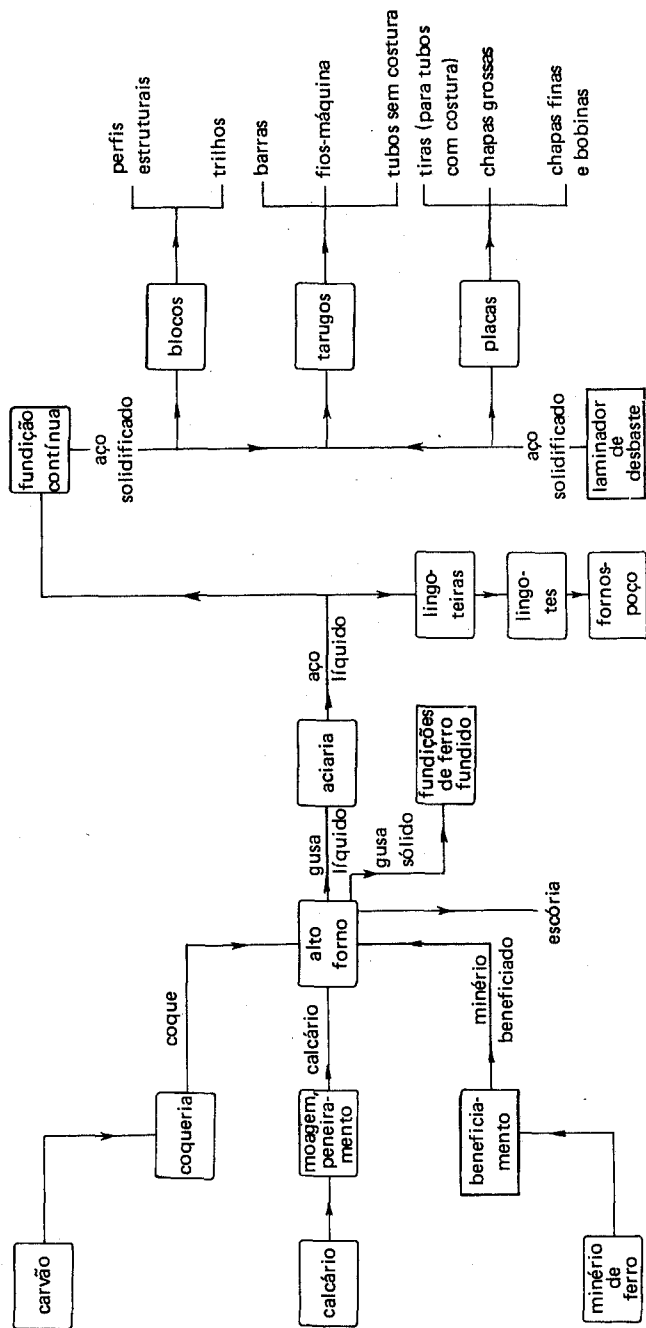 carvão
coqueria
coque
calcário
moagem,
peneira-
mento
calcário
minério
de
ferro
beneficia-
mento
minério
beneficiado
alto
forno
escória
gusa
líquido
gusa
sólido
fundições
de ferro
fundido
aciaria
aço
líquido
lingo-
teiras
lingo-
tes
fornos-
poço
fundição
contínua
aço
solidificado
laminador
de
desbaste
aço
solidificado
blocos
perfis
estruturais
trilhos
tarugos
barras
fios-máquina
tubos sem costura
placas
tiras (para tubos
com costura)
chapas grossas
chapas finas
e bobinas